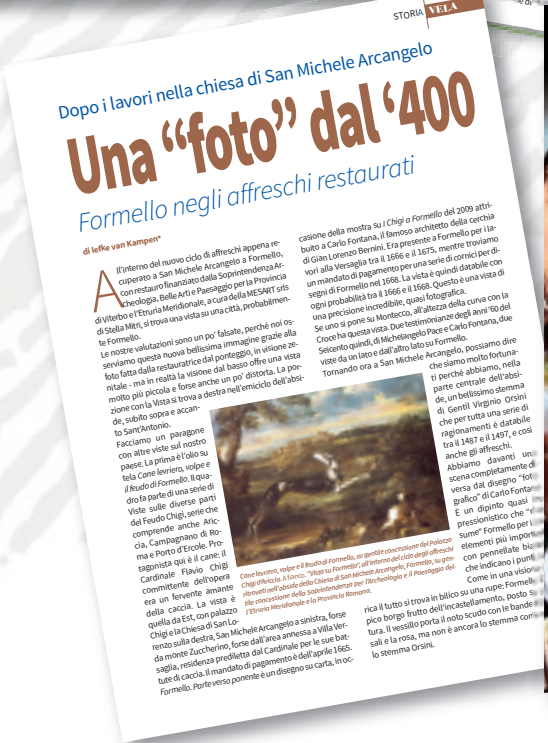 STORIA VELA
Dopo i lavori nella chiesa di San Michele Arcangelo
Una “foto” dal ‘400
Formello negli affreschi restaurati
di Iefke van Kampen*
All'interno del nuovo ciclo di affreschi appena re-
cuperato a San Michele Arcangelo a Formello,
con restauro finanziato dalla Soprintendenza Ar-
cheologia, Belle Arti e Paesaggio per la Provincia
di Viterbo e l'Etruria Meridionale, a cura della MESART srls
di Stella Mitri, si trova una vista su una città, probabilmen-
te Formello.
Le nostre valutazioni sono un po' falsate, perché noi os-
serviamo questa nuova bellissima immagine grazie alla
foto fatta dalla restauratrice dal ponteggio, in visione ze-
nitale - ma in realtà la visione dal basso offre una vista
molto più piccola e forse anche un po' distorta. La por-
zione con la Vista si trova a destra nell'emiciclo dell'absi-
de, subito sopra e accan-
to Sant'Antonio.
Facciamo un paragone
con altre viste sul nostro
paese. La prima è l'olio su
tela Cane levriero, volpe e
il feudo di Formello. Il qua-
dro fa parte di una serie di
Viste sulle diverse parti
del Feudo Chigi, serie che
comprende anche Aric-
cia, Campagnano di Ro-
ma e Porto d'Ercole. Pro-
tagonista qui è il cane: il
Cardinale Flavio Chigi
committente dell'opera
era un fervente amante
della caccia. La vista è
quella da Est, con palazzo
Chigi e la Chiesa di San Lo-
renzo sulla destra, San Michele Arcangelo a sinistra, forse
da monte Zuccherino, forse dall'area annessa a Villa Ver-
saglia, residenza prediletta dal Cardinale per le sue bat-
tute di caccia. Il mandato di pagamento è dell'aprile 1665.
Formello. Parte verso ponente è un disegno su carta, in oc-
casione della mostra su I Chigi a Formello del 2009 attri-
buito a Carlo Fontana, il famoso architetto della cerchia
di Gian Lorenzo Bernini. Era presente a Formello per i la-
vori alla Versaglia tra il 1666 e il 1675, mentre troviamo
un mandato di pagamento per una serie di cornici per di-
segni di Formello nel 1668. La vista è quindi databile con
ogni probabilità tra il 1666 e il 1668. Questo è una vista di
una precisione incredibile, quasi fotografica.
Se uno si pone su Montecco, all'altezza della curva con la
Croce ha questa vista. Due testimonianze degli anni '60 del
Seicento quindi, di Michelangelo Pace e Carlo Fontana, due
viste da un lato e dall'altro lato su Formello.
Tornando ora a San Michele Arcangelo, possiamo dire
che siamo molto fortuna-
ti perché abbiamo, nella
parte centrale dell'absi-
de, un bellissimo stemma
di Gentil Virginio Orsini
che per tutta una serie di
ragionamenti è databile
tra il 1487 e il 1497, e così
anche gli affreschi.
Abbiamo davanti
scena completamente
versa dal disegno
grafico” di Carlo
È un dipinto quasi
pressionistico che
sume” Formello per
elementi più
con pennellate
che indicano i
Come in una
rica il tutto si trova in bilico su una rupe:
pico borgo frutto dell'incastellamento, posto
tura. Il vessillo porta il noto scudo con le bande
sali e la rosa, ma non è ancora lo stemma
lo stemma Orsini.
Cane levriero, volpe e il feudo di Formello, su gentile concessione del Palazzo
Chigi d'Ariccia. A fianco. “Vista su Formello”, all'interno del ciclo degli affreschi
ritrovati nell'abside della Chiesa di San Michele Arcangelo, Formello, su gen-
tile concessione della Soprintendenza per l'Archeologia e il Paesaggio del-
l'Etruria Meridionale e la Provincia Romana.